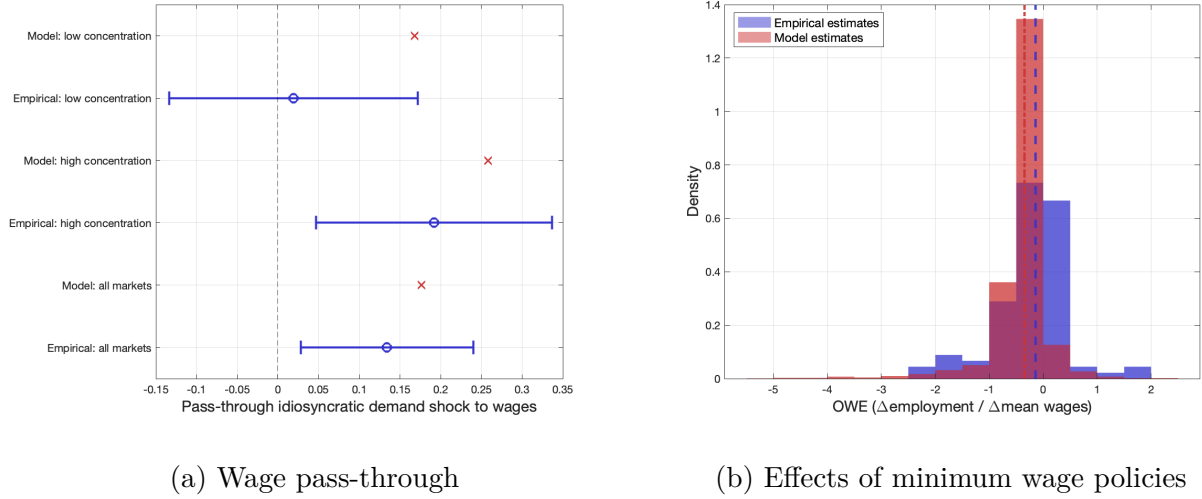 Model: low concentration
Empirical: low concentration
Model: high concentration
Empirical: high concentration
Model: all markets
Empirical: all markets
-0.15 -0.1 -0.05 0 0.05 0.1 0.15 0.2 0.25 0.3 0.35
Pass-through idiosyncratic demand shock to wages
(a) Wage pass-through
Empirical estimates
Model estimates
1.4
1.2
1
0.8
0.6
0.4
0.2
0
Density
-5 -4 -3 -2 -1 0 1 2
OWE (Δemployment / Δmean wages)
(b) Effects of minimum wage policies